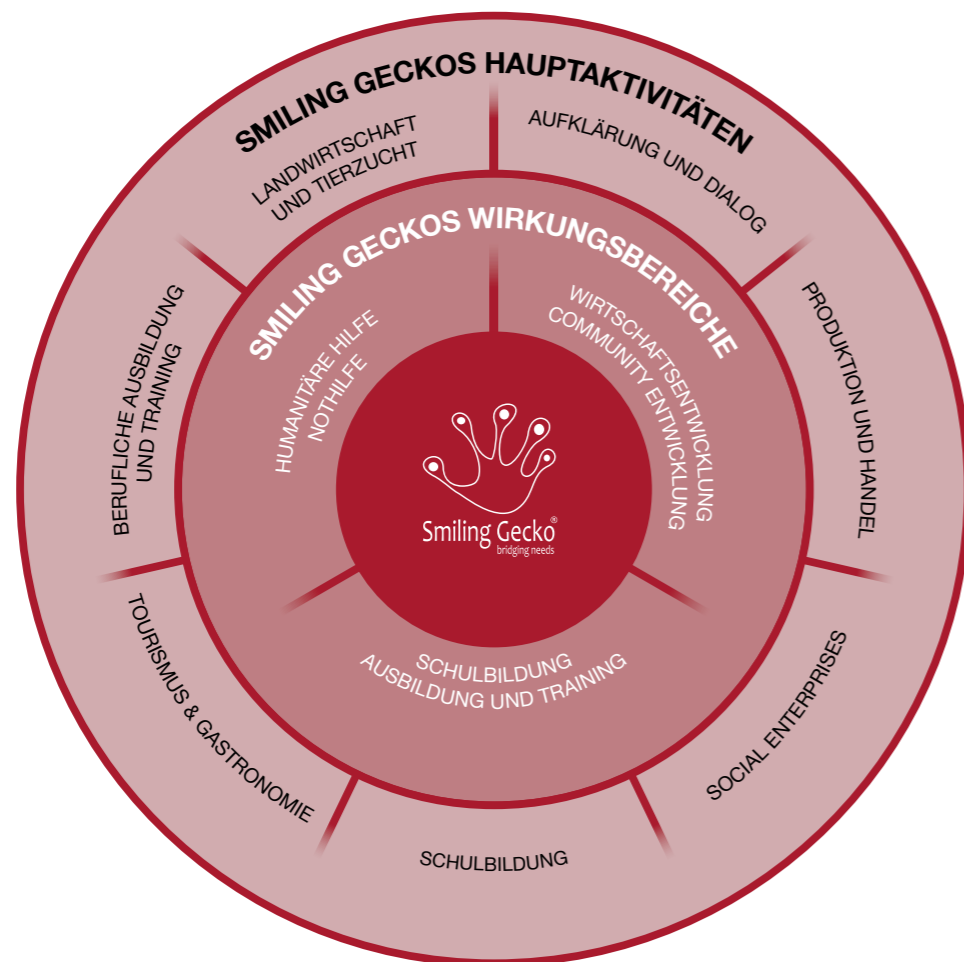 SMILING GECKOS HAUPTAKTIVITÄTEN
LANDWIRTSCHAFT
UND TIERZUCHT
AUFKLÄRUNG UND DIALOG
PRODUKTION UND HANDEL
SOCIAL ENTERPRISES
SCHULBILDUNG
TOURISMUS & GASTRONOMIE
BERUFLICHE AUSBILDUNG
UND TRAINING
SMILING GECKOS WIRKUNGSBEREICHE
HUMANITÄRE HILFE
NOTHILFE
WIRTSCHAFTSENTWICKLUNG
COMMUNITY ENTWICKLUNG
SCHULBILDUNG
AUSBILDUNG UND TRAINING
Smiling Gecko®
bridging needs